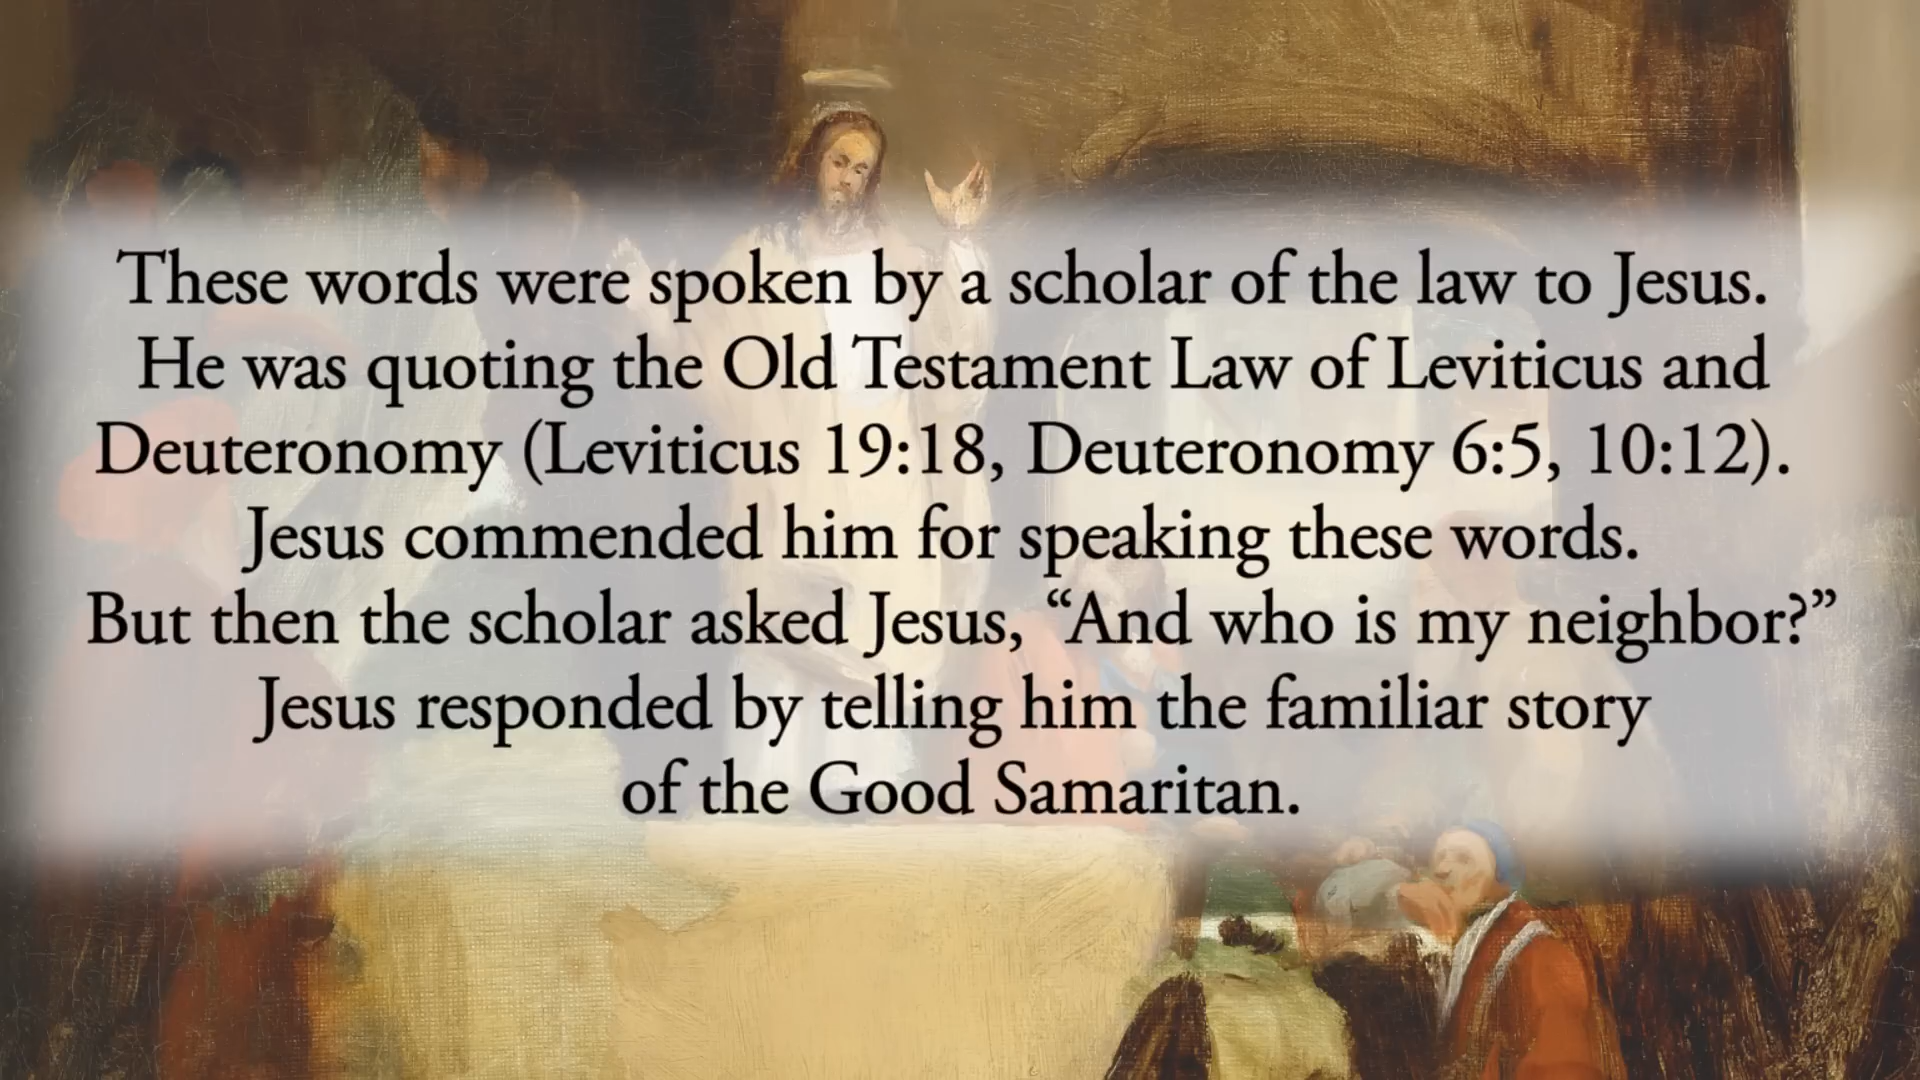 These words were spoken by a scholar of the law to Jesus.
He was quoting the Old Testament Law of Leviticus and
Deuteronomy (Leviticus 19:18, Deuteronomy 6:5, 10:12).
Jesus commended him for speaking these words.
But then the scholar asked Jesus, “And who is my neighbor?”
Jesus responded by telling him the familiar story
of the Good Samaritan.